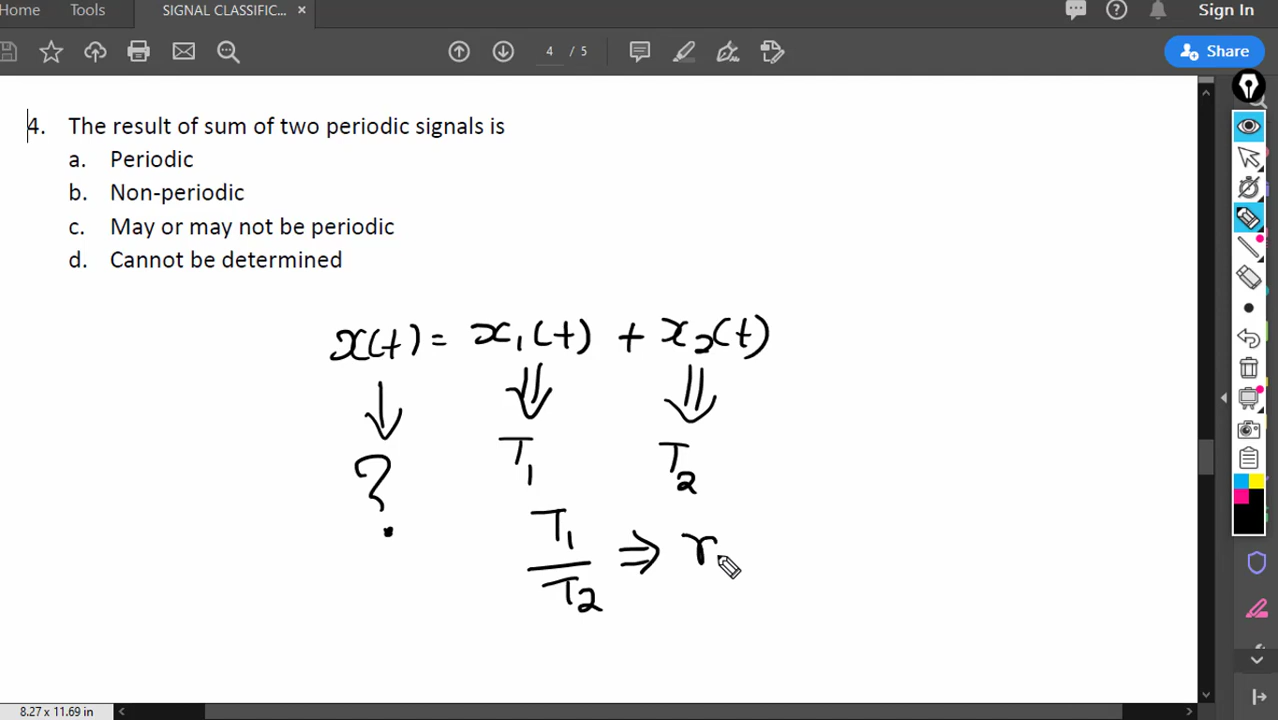 Home Tools SIGNAL CLASSIFIC... × Sign In
4 / 5 Share
4. The result of sum of two periodic signals is
a. Periodic
b. Non-periodic
c. May or may not be periodic
d. Cannot be determined
x(t) = x₁(t) + x₂(t)
? T₁ T₂
T₁/T₂ ⇒ r
8.27 x 11.69 in